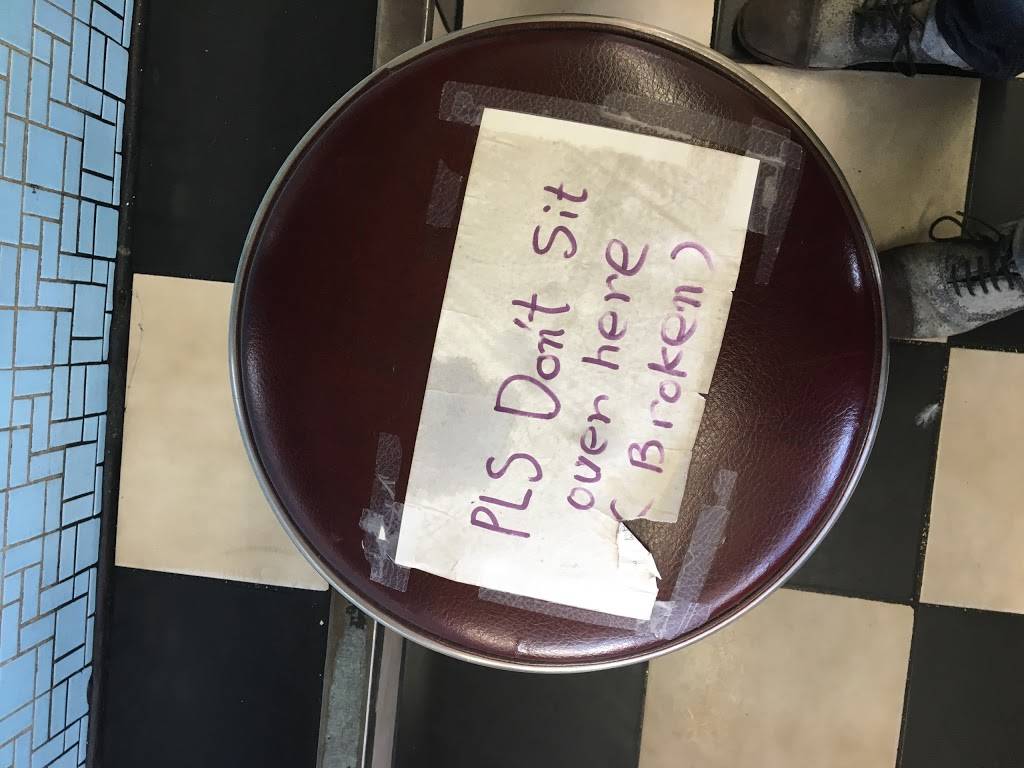 PLS Don't Sit
over here
(Broken)